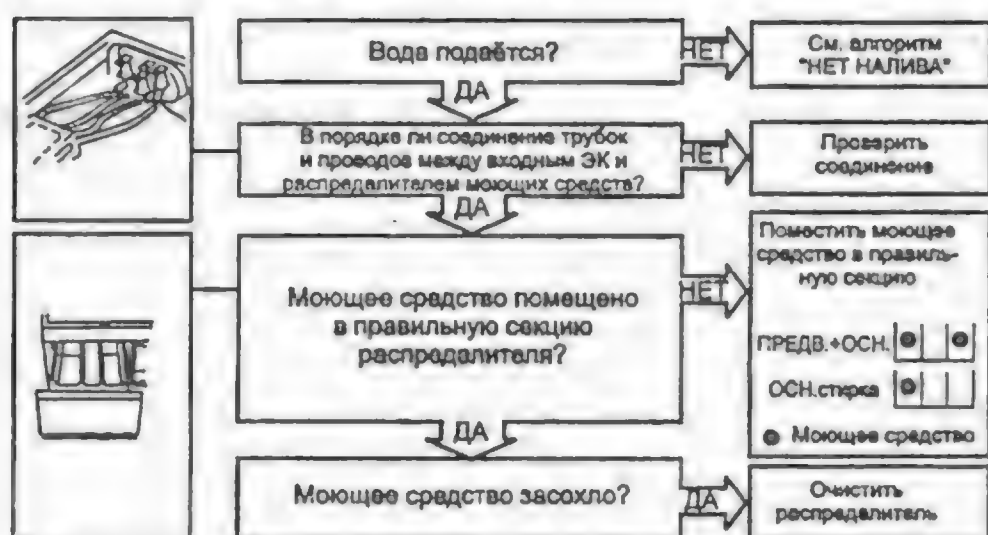 Вода подаётся?
НЕТ
См. алгоритм
"НЕТ НАЛИВА"
ДА
В порядке ли соединение трубок
и проводов между входным ЭК и
распределителем моющих средств?
НЕТ
Проверить
соединение
ДА
Моющее средство помещено
в правильную секцию
распределителя?
НЕТ
Поместить моющее
средство в правиль-
ную секцию
ПРЕДВ.+ОСН.
ОСН.стирка
Моющее средство
ДА
Моющее средство засохло?
ДА
Очистить
распределитель